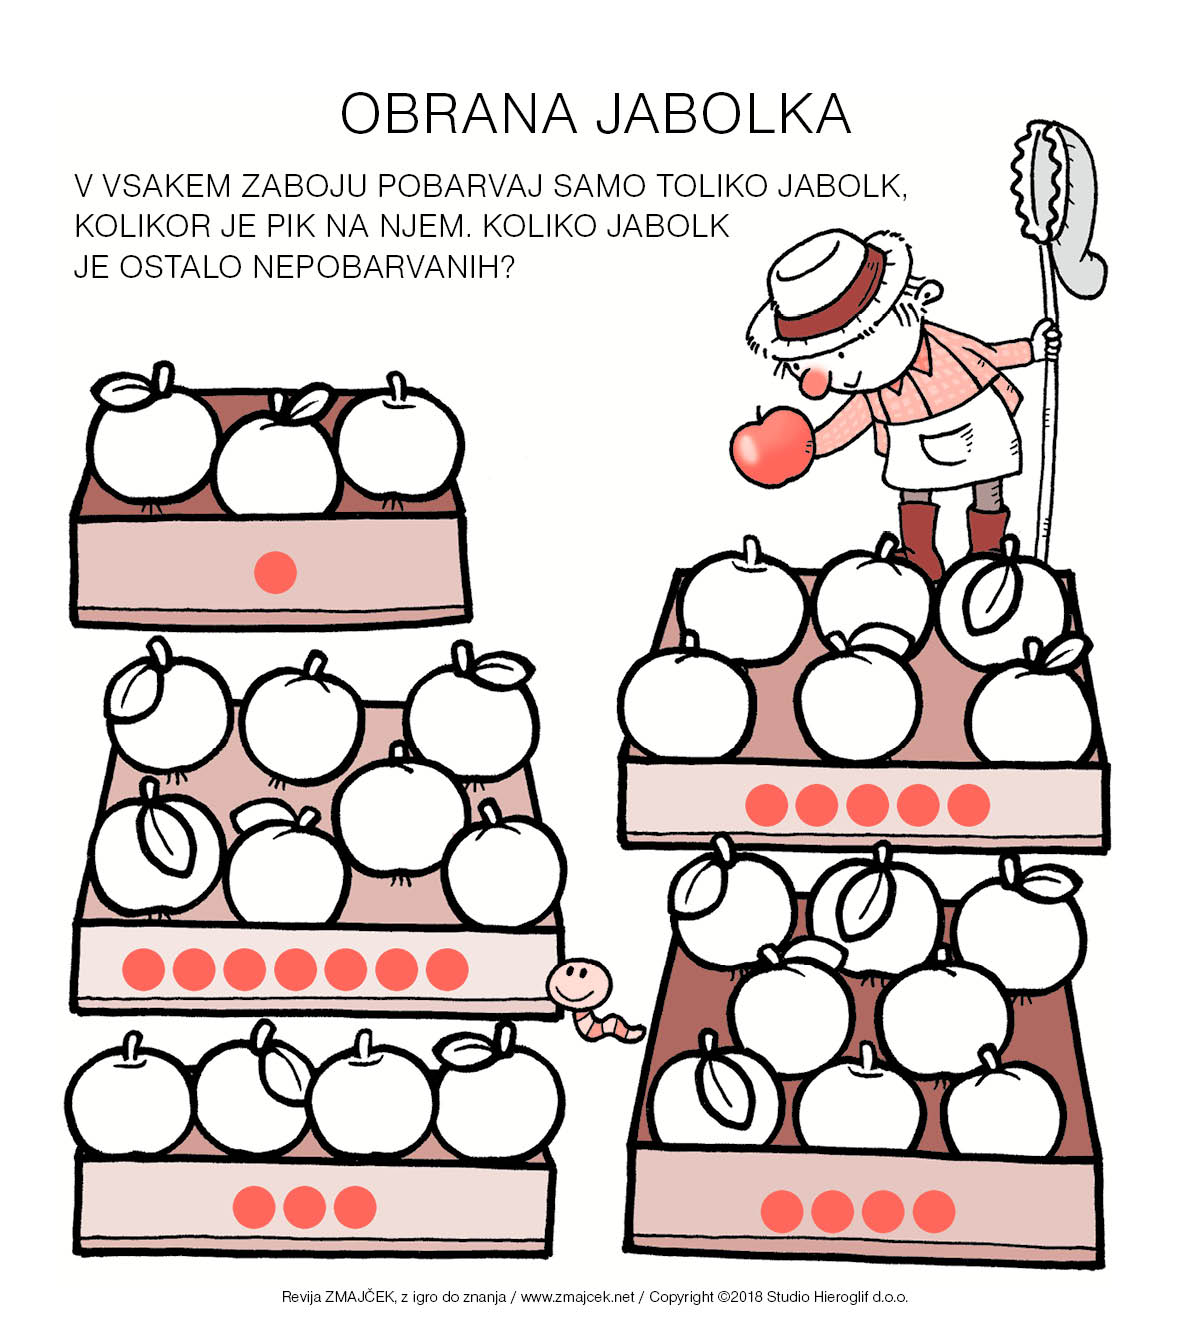 OBRANA JABOLKA
V VSAKEM ZABOJU POBARVAJ SAMO TOLIKO JABOLK,
KOLIKOR JE PIK NA NJEM. KOLIKO JABOLK
JE OSTALO NEPOBARVANIH?
Revija ZMAJČEK, z igro do znanja / www.zmajcek.net / Copyright ©2018 Studio Hieroglif d.o.o.